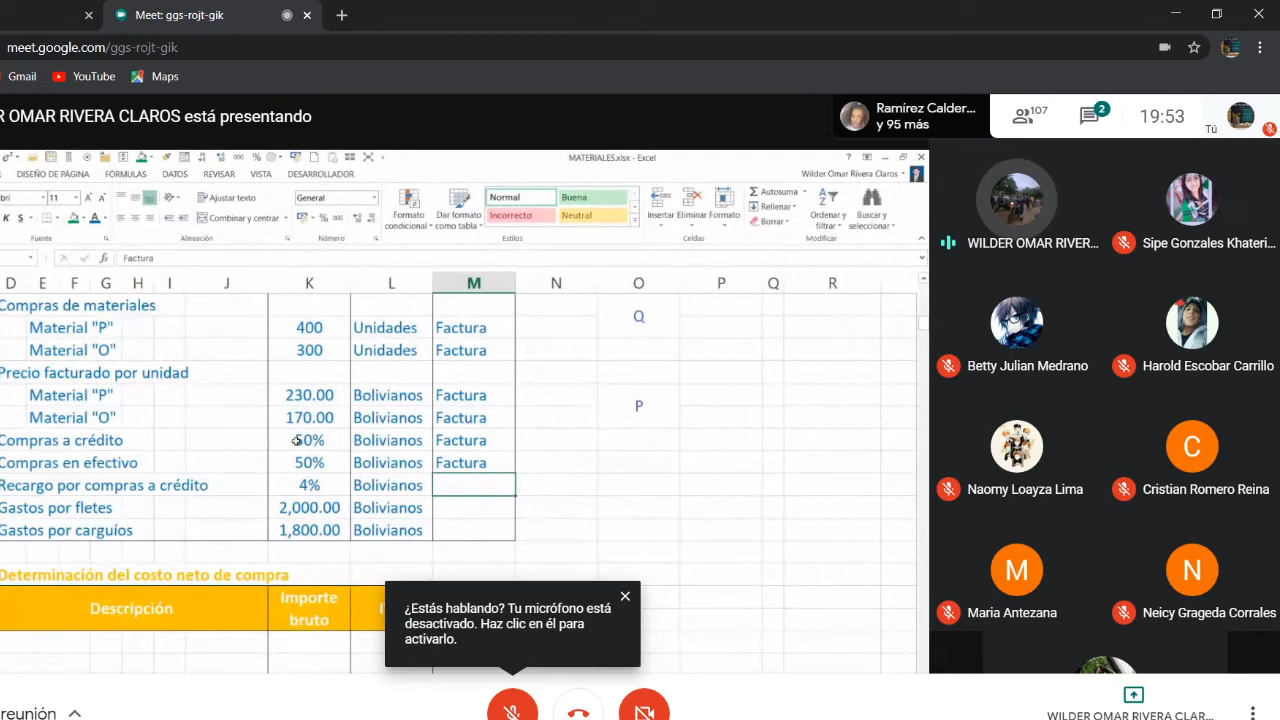 Meet: ggs-rojt-gik
meet.google.com/ggs-rojt-gik
Gmail YouTube Maps
R OMAR RIVERA CLAROS está presentando
Ramírez Calder...
y 95 más
107
2
19:53
Tú
MATERIALES.xlsx - Excel
DISEÑO DE PÁGINA FÓRMULAS DATOS REVISAR VISTA DESARROLLADOR
Wilder Omar Rivera Claros
bri 11 Ajustar texto General Normal Buena Autosuma
K S Combinar y centrar Incorrecto Neutral Rellenar
Formato condicional Dar formato como tabla Insertar Eliminar Formato Borrar Ordenar y filtrar Buscar y seleccionar
Fuente Alineación Número Estilos Celdas Modificar
Factura
D E F G H I J K L M N O P Q R
Compras de materiales
Q
Material "P" 400 Unidades Factura
Material "O" 300 Unidades Factura
Precio facturado por unidad
Material "P" 230.00 Bolivianos Factura
P
Material "O" 170.00 Bolivianos Factura
Compras a crédito 50% Bolivianos Factura
Compras en efectivo 50% Bolivianos Factura
Recargo por compras a crédito 4% Bolivianos
Gastos por fletes 2,000.00 Bolivianos
Gastos por carguíos 1,800.00 Bolivianos
Determinación del costo neto de compra
Descripción Importe bruto
¿Estás hablando? Tu micrófono está
desactivado. Haz clic en él para
activarlo.
WILDER OMAR RIVER...
Sipe Gonzales Khateri...
Betty Julian Medrano
Harold Escobar Carrillo
Naomy Loayza Lima
C
Cristian Romero Reina
M
Maria Antezana
N
Neicy Grageda Corrales
reunión
WILDER OMAR RIVERA CLAR...